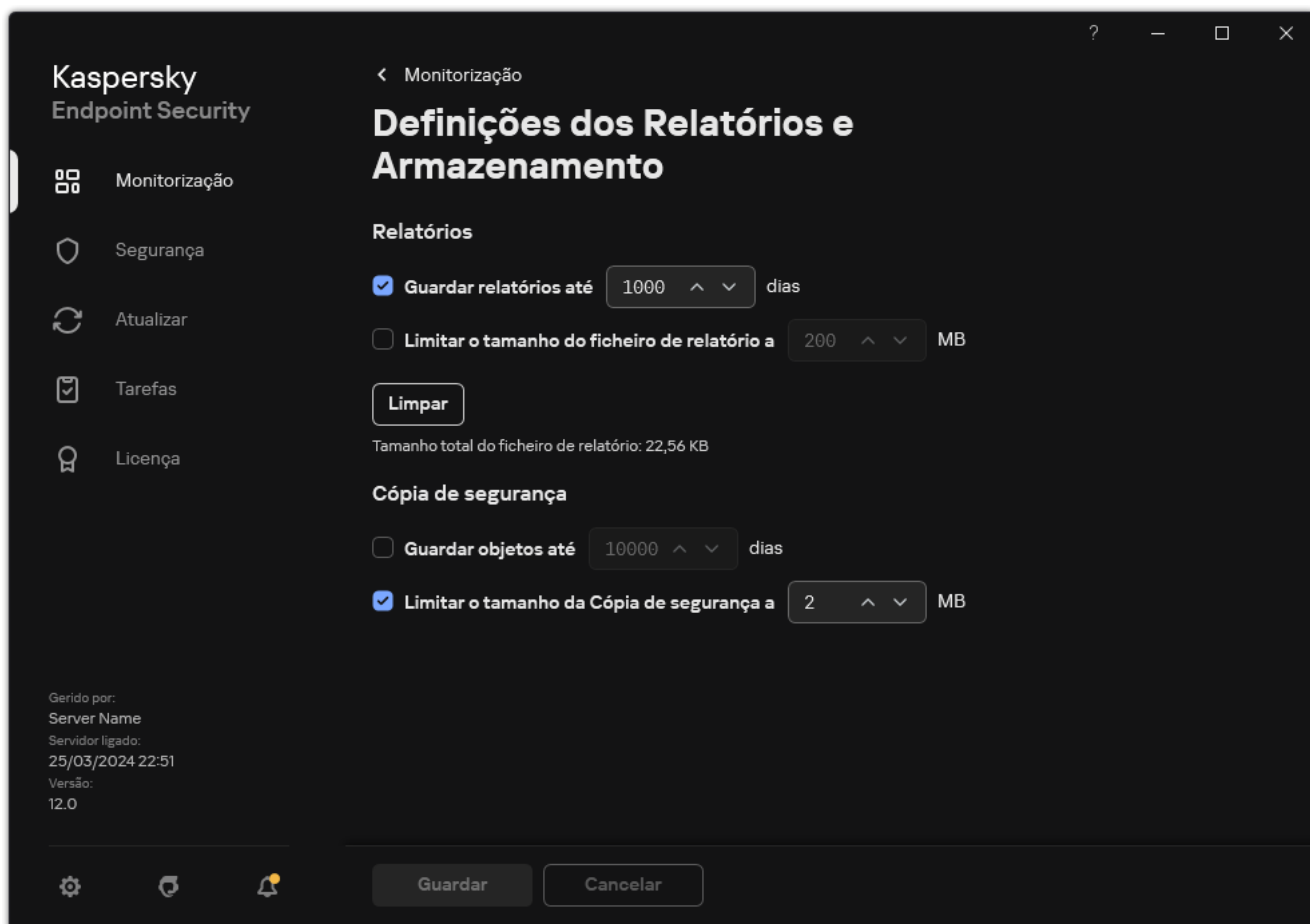 ?
Kaspersky
Endpoint Security
Monitorização
Segurança
Atualizar
Tarefas
Licença
Gerido por:
Server Name
Servidor ligado:
25/03/2024 22:51
Versão:
12.0
Monitorização
Definições dos Relatórios e
Armazenamento
Relatórios
Guardar relatórios até 1000 dias
Limitar o tamanho do ficheiro de relatório a 200 MB
Limpar
Tamanho total do ficheiro de relatório: 22,56 KB
Cópia de segurança
Guardar objetos até 10000 dias
Limitar o tamanho da Cópia de segurança a 2 MB
Guardar Cancelar